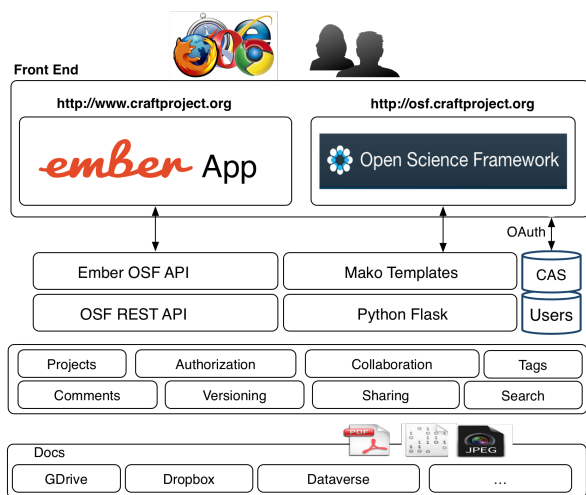 Front End
http://www.craftproject.org
http://osf.craftproject.org
ember App
Open Science Framework
OAuth
Ember OSF API
Mako Templates
CAS
OSF REST API
Python Flask
Users
Projects
Authorization
Collaboration
Tags
Comments
Versioning
Sharing
Search
PDF
JPEG
Docs
GDrive
Dropbox
Dataverse
...